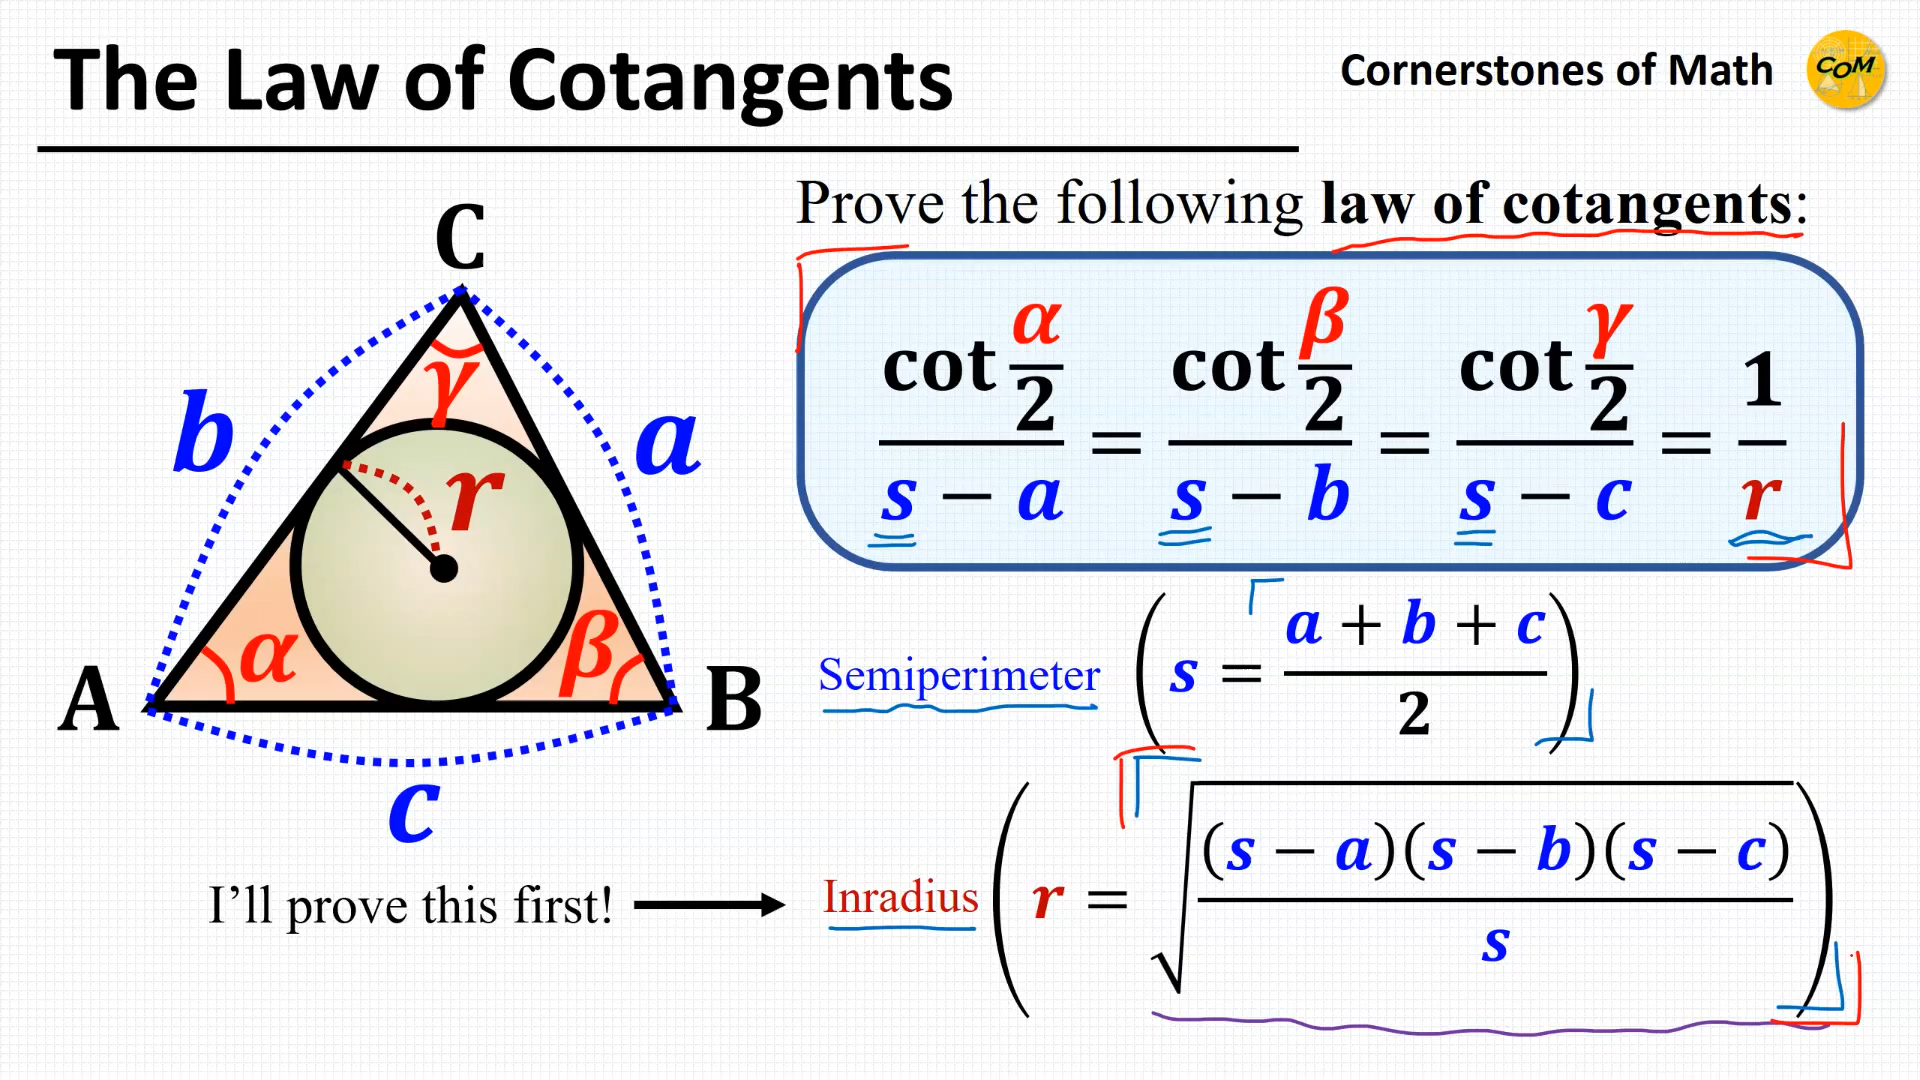 The Law of Cotangents
Cornerstones of Math
COM
Prove the following law of cotangents:
C
b
γ
a
r
α
β
A
B
c
cot α/2 / (s − a) = cot β/2 / (s − b) = cot γ/2 / (s − c) = 1/r
Semiperimeter (s = (a + b + c)/2)
I’ll prove this first!
Inradius (r = √((s − a)(s − b)(s − c)/s))